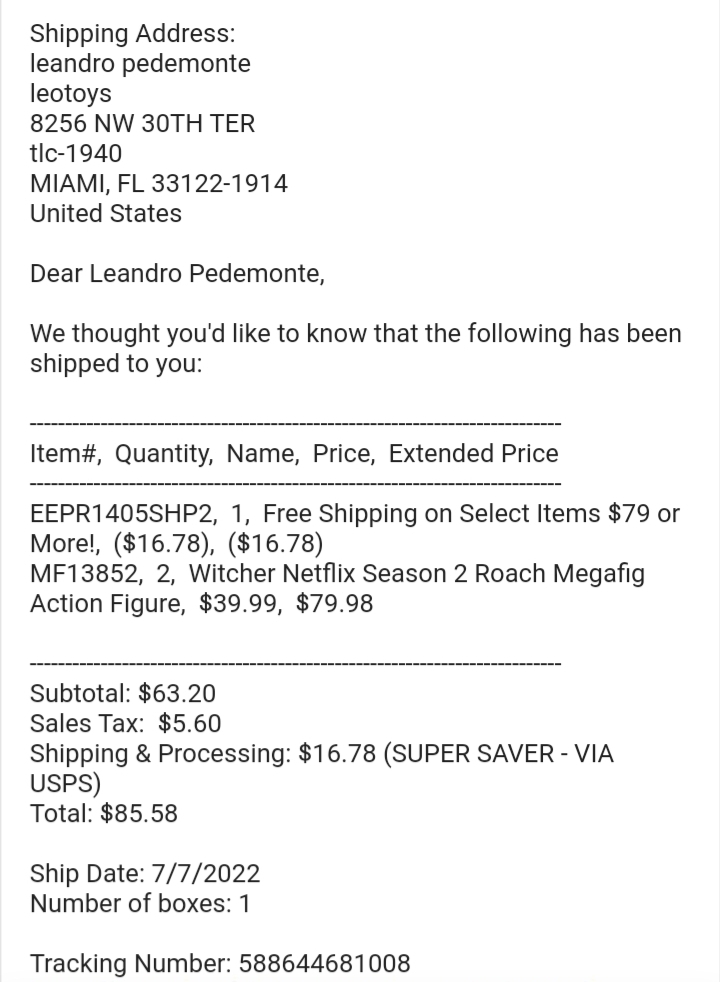 Shipping Address:
leandro pedemonte
leotoys
8256 NW 30TH TER
tlc-1940
MIAMI, FL 33122-1914
United States
Dear Leandro Pedemonte,
We thought you'd like to know that the following has been
shipped to you:
----------------------------------------------------------------------------
Item#,  Quantity,  Name,  Price,  Extended Price
----------------------------------------------------------------------------
EEPR1405SHP2,  1,  Free Shipping on Select Items $79 or
More!,  ($16.78),  ($16.78)
MF13852,  2,  Witcher Netflix Season 2 Roach Megafig
Action Figure,  $39.99,  $79.98
----------------------------------------------------------------------------
Subtotal: $63.20
Sales Tax:  $5.60
Shipping & Processing: $16.78 (SUPER SAVER - VIA
USPS)
Total: $85.58
Ship Date: 7/7/2022
Number of boxes: 1
Tracking Number: 588644681008